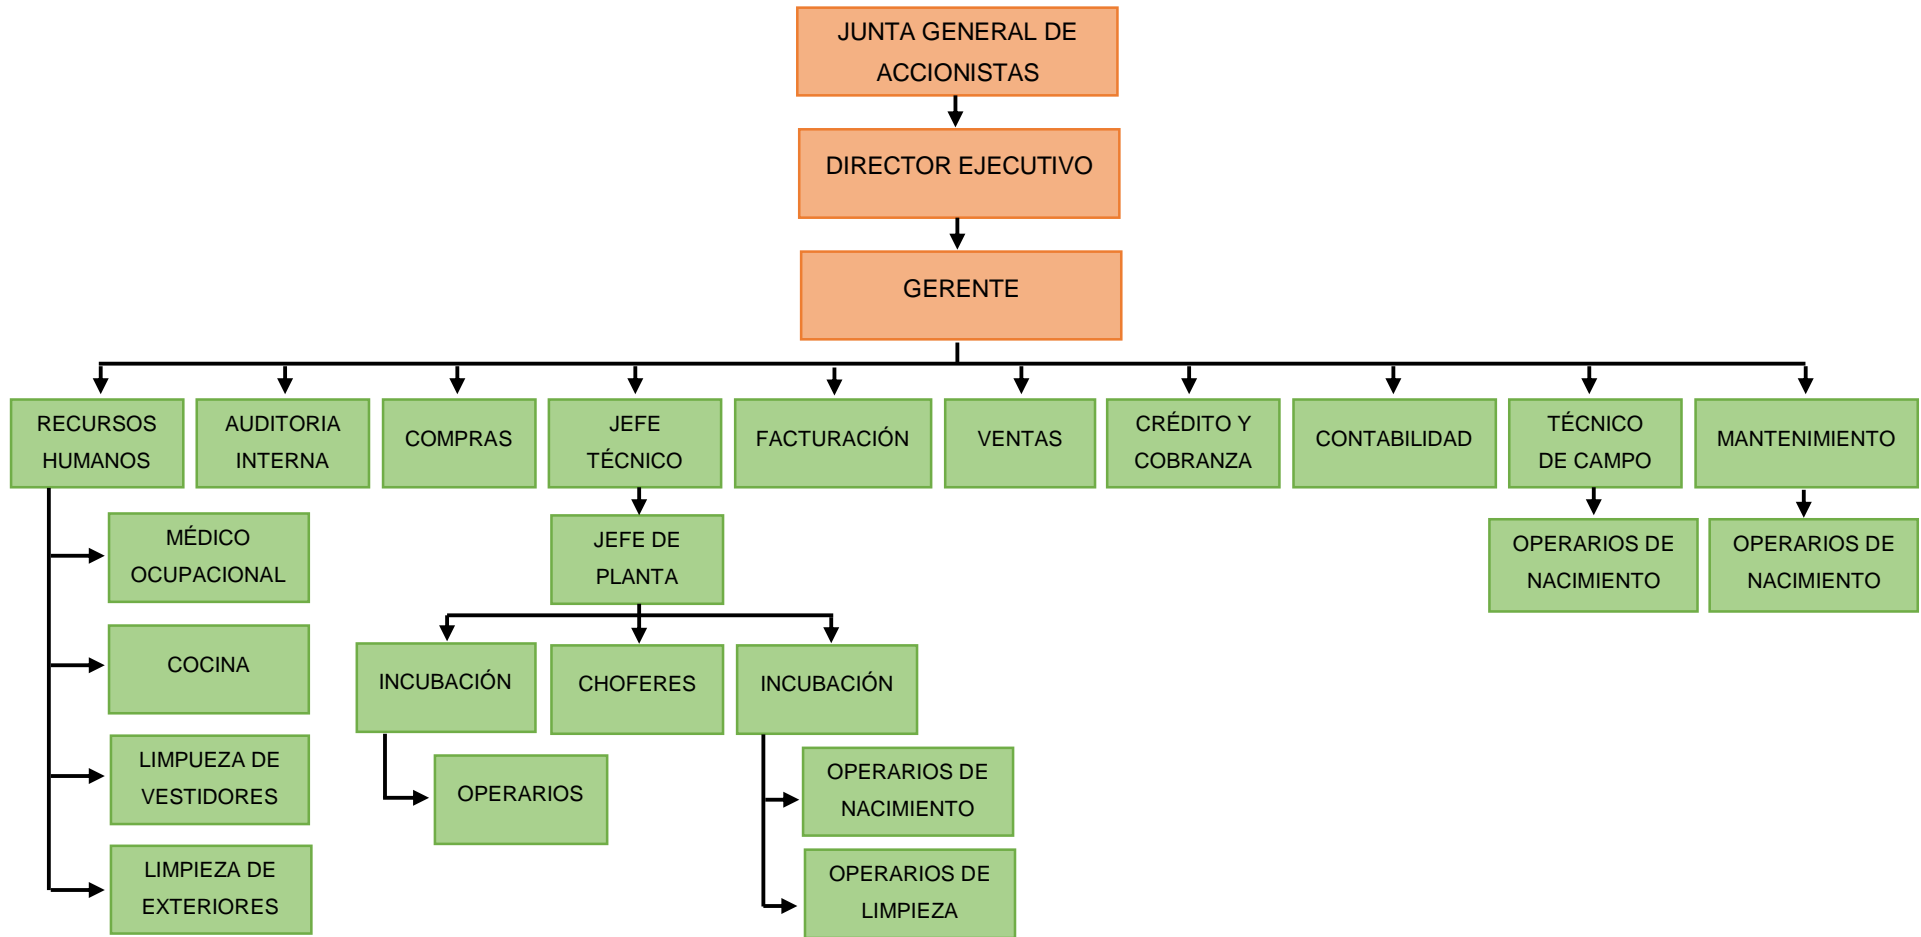 JUNTA GENERAL DE
ACCIONISTAS
DIRECTOR EJECUTIVO
GERENTE
RECURSOS
HUMANOS
AUDITORIA
INTERNA
COMPRAS
JEFE
TÉCNICO
FACTURACIÓN
VENTAS
CRÉDITO Y
COBRANZA
CONTABILIDAD
TÉCNICO
DE CAMPO
MANTENIMIENTO
MÉDICO
OCUPACIONAL
JEFE DE
PLANTA
OPERARIOS DE
NACIMIENTO
OPERARIOS DE
NACIMIENTO
COCINA
INCUBACIÓN
CHOFERES
INCUBACIÓN
LIMPUEZA DE
VESTIDORES
OPERARIOS
OPERARIOS DE
NACIMIENTO
LIMPIEZA DE
EXTERIORES
OPERARIOS DE
LIMPIEZA